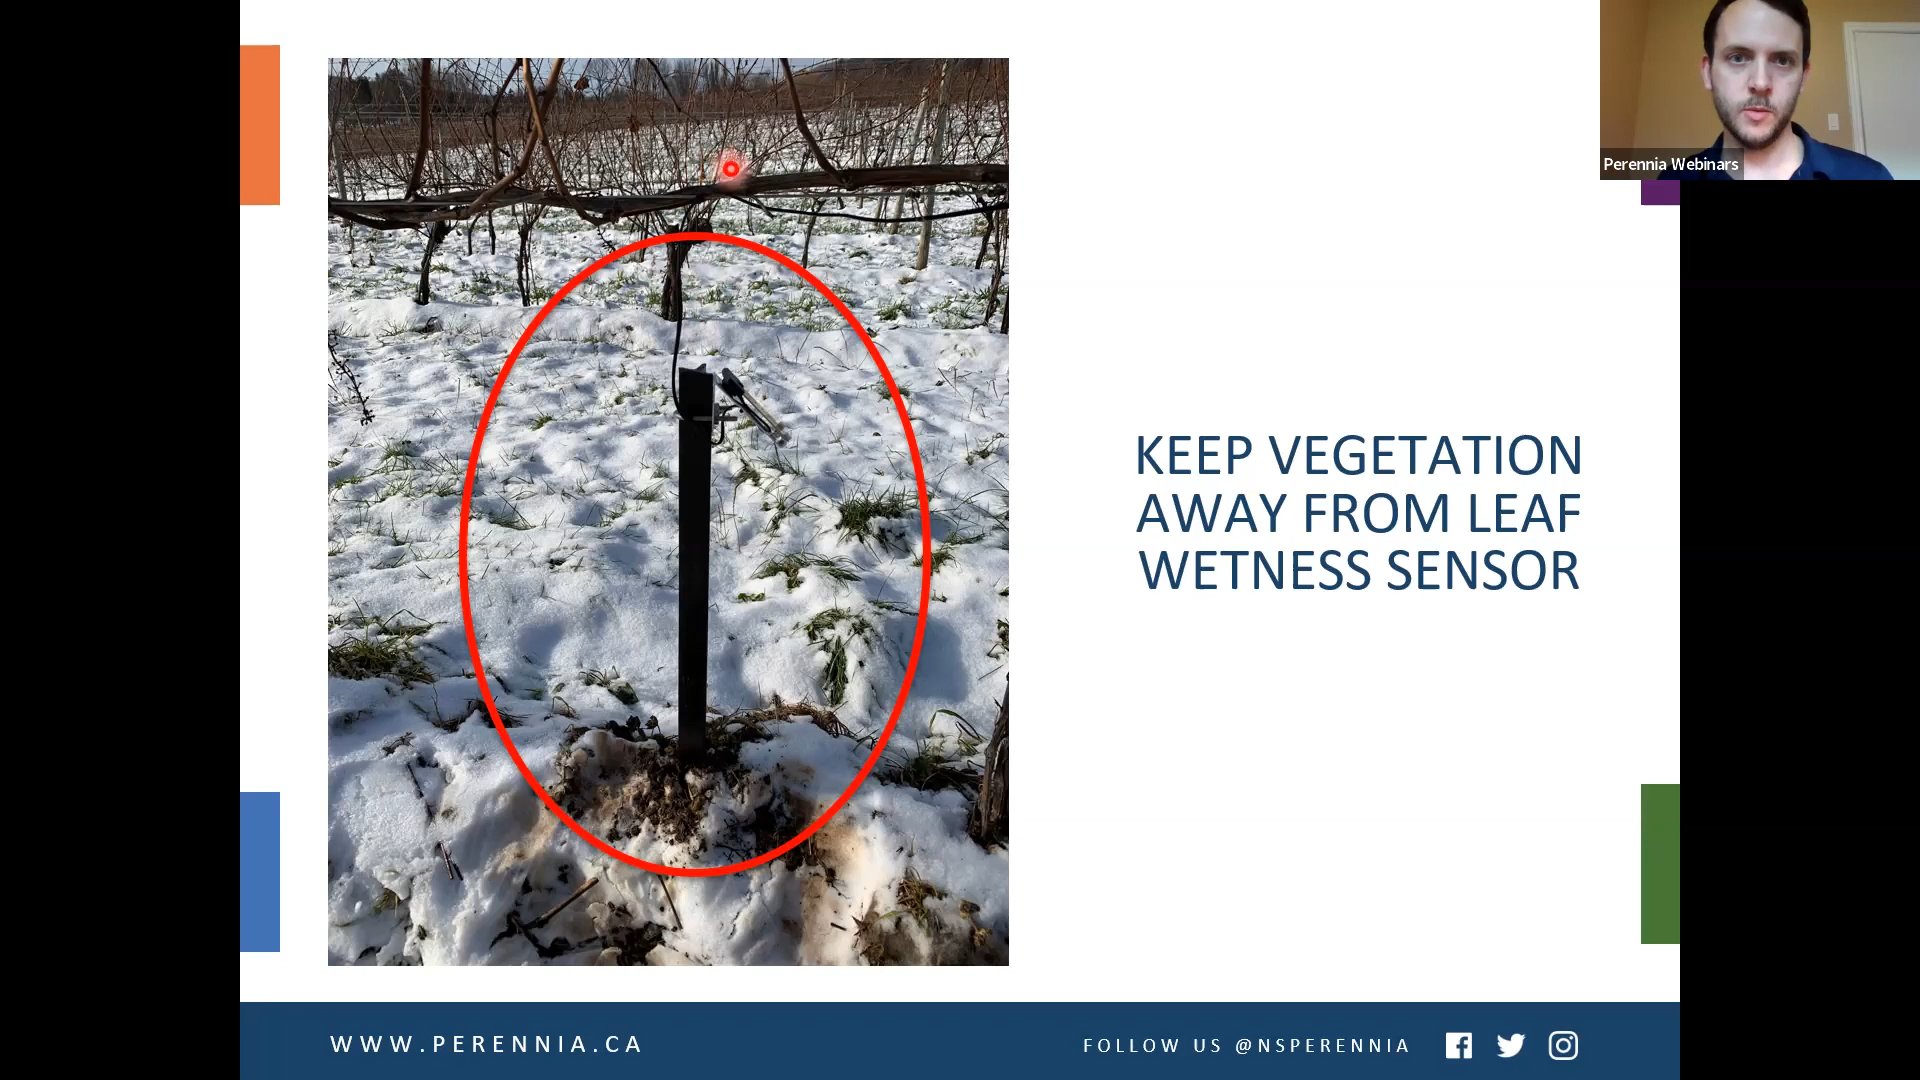 Perennia Webinars
KEEP VEGETATION
AWAY FROM LEAF
WETNESS SENSOR
WWW.PERENNIA.CA
FOLLOW US @NSPERENNIA